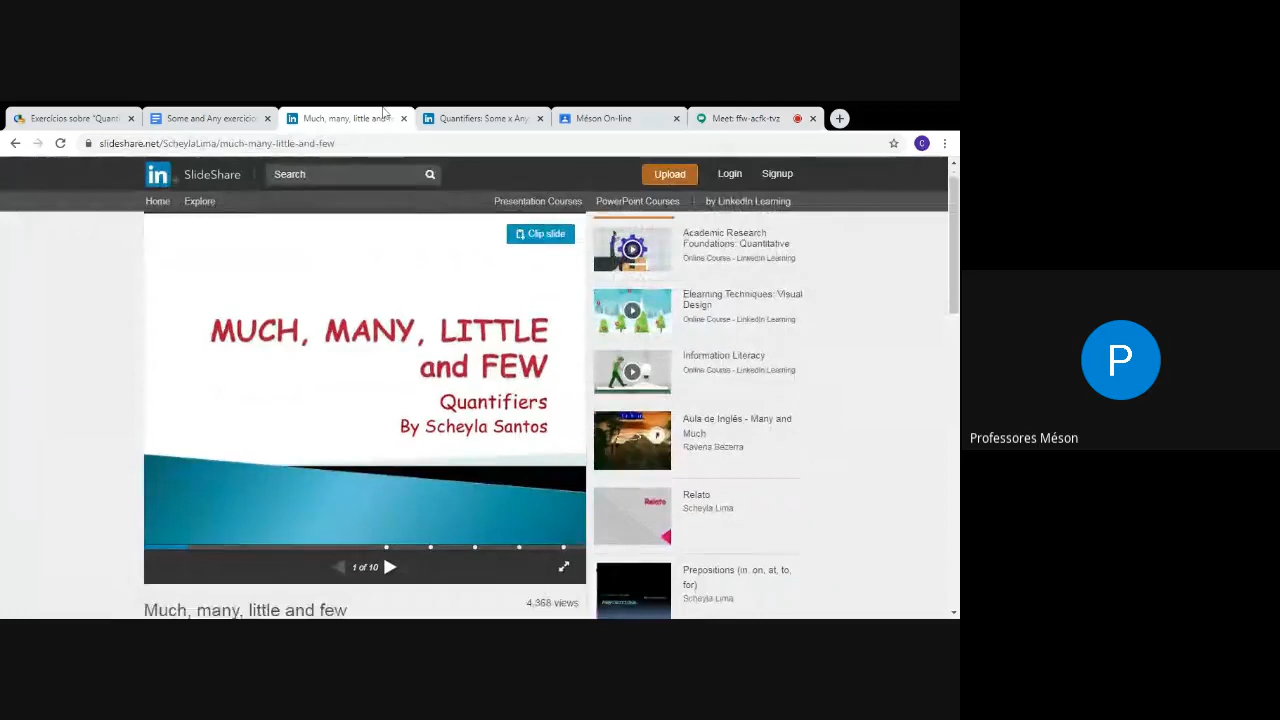 Exercícios sobre "Quant
Some and Any exercício
Much, many, little and
Quantifiers: Some x Any
Méson On-line
Meet: ffw-acfk-tvz
slideshare.net/ScheylaLima/much-many-little-and-few
C
in SlideShare
Search
Upload
Login
Signup
Home
Explore
Presentation Courses
PowerPoint Courses
by LinkedIn Learning
Clip slide
MUCH, MANY, LITTLE
and FEW
Quantifiers
By Scheyla Santos
1 of 10
Much, many, little and few
4,368 views
Academic Research
Foundations: Quantitative
Online Course - LinkedIn Learning
Elearning Techniques: Visual
Design
Online Course - LinkedIn Learning
Information Literacy
Online Course - LinkedIn Learning
Aula de Inglês - Many and
Much
Ravena Bezerra
Relato
Relato
Scheyla Lima
Prepositions (in, on, at, to,
for)
Scheyla Lima
P
Professores Méson